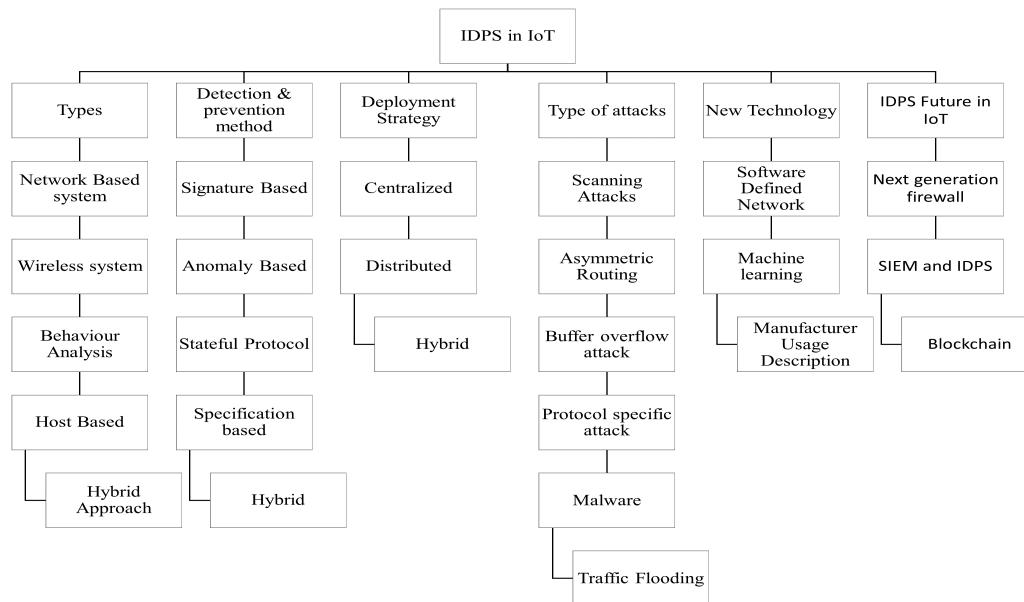 IDPS in IoT
Types
Detection &
prevention
method
Deployment
Strategy
Type of attacks
New Technology
IDPS Future in
IoT
Network Based
system
Signature Based
Centralized
Scanning
Attacks
Software
Defined
Network
Next generation
firewall
Wireless system
Anomaly Based
Distributed
Asymmetric
Routing
Machine
learning
SIEM and IDPS
Behaviour
Analysis
Stateful Protocol
Hybrid
Buffer overflow
attack
Manufacturer
Usage
Description
Blockchain
Host Based
Specification
based
Protocol specific
attack
Hybrid
Approach
Hybrid
Malware
Traffic Flooding